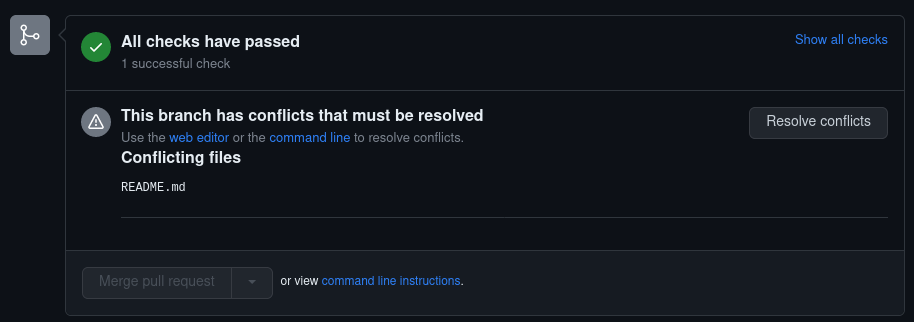 All checks have passed
Show all checks
1 successful check
This branch has conflicts that must be resolved
Resolve conflicts
Use the web editor or the command line to resolve conflicts.
Conflicting files
README.md
Merge pull request
or view command line instructions.